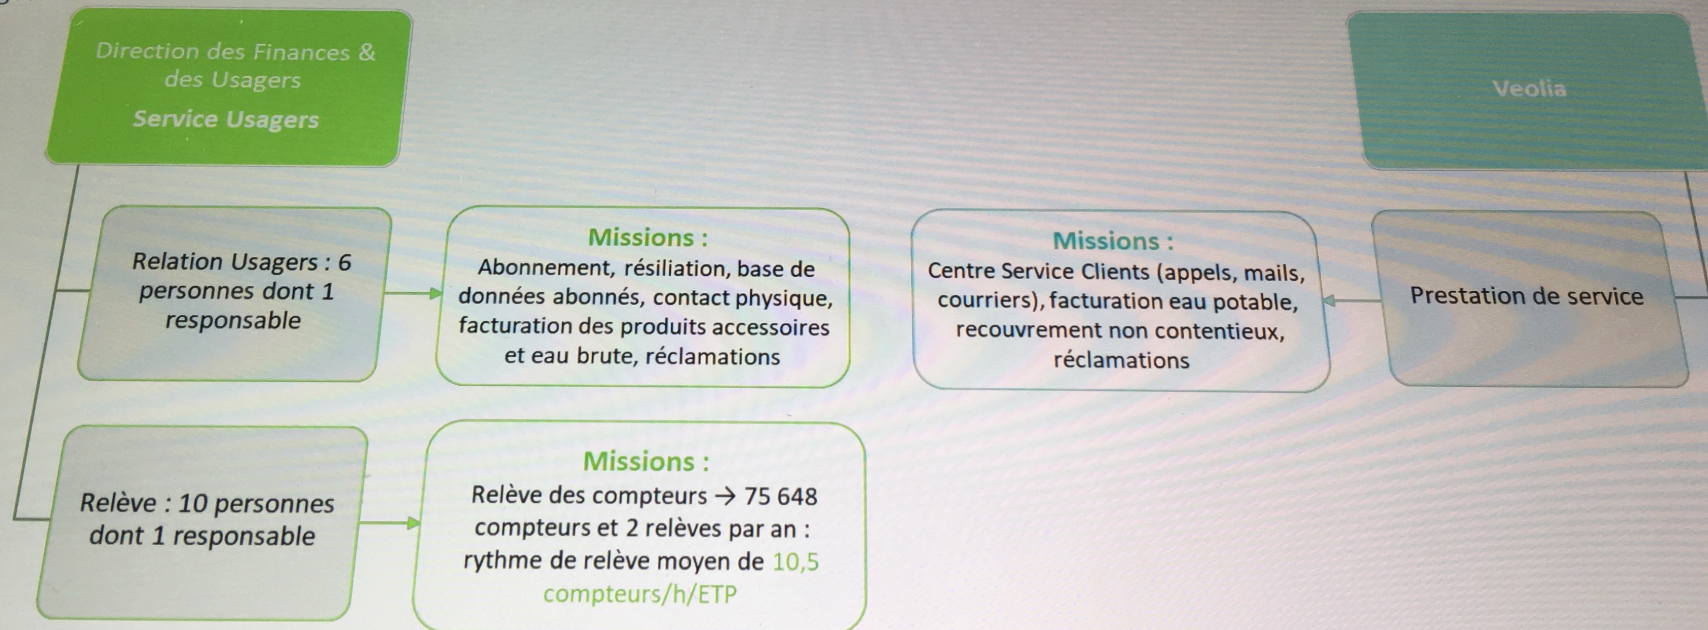 Direction des Finances &
des Usagers
Service Usagers
Veolia
Relation Usagers : 6
personnes dont 1
responsable
Missions :
Abonnement, résiliation, base de
données abonnés, contact physique,
facturation des produits accessoires
et eau brute, réclamations
Missions :
Centre Service Clients (appels, mails,
courriers), facturation eau potable,
recouvrement non contentieux,
réclamations
Prestation de service
Relève : 10 personnes
dont 1 responsable
Missions :
Relève des compteurs → 75 648
compteurs et 2 relèves par an :
rythme de relève moyen de 10,5
compteurs/h/ETP